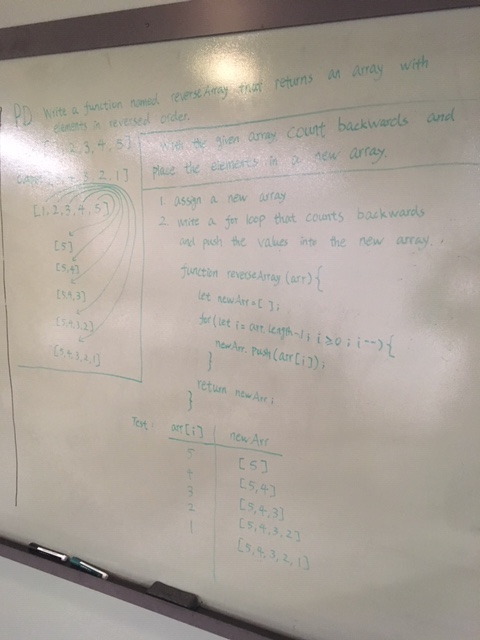 PD Write a function named reverseArray that returns an array with
elements in reversed order.
1, 2, 3, 4, 5]
3, 2, 1]
[1, 2, 3, 4, 5]
[5]
[5,4]
[5,4,3]
[5,4,3,2]
[5,4,3,2,1]
With the given array, count backwards and
place the elements in a new array.
1. assign a new array
2. write a for loop that counts backwards
and push the values into the new array.
function reverseArray (arr) {
let newArr = [ ];
for (let i = arr.length-1; i ≥ 0; i--) {
newArr.push(arr[i]);
}
return newArr;
}
Test: arr[i] newArr
5 [5]
4 [5,4]
3 [5,4,3]
2 [5,4,3,2]
1 [5,4,3,2,1]